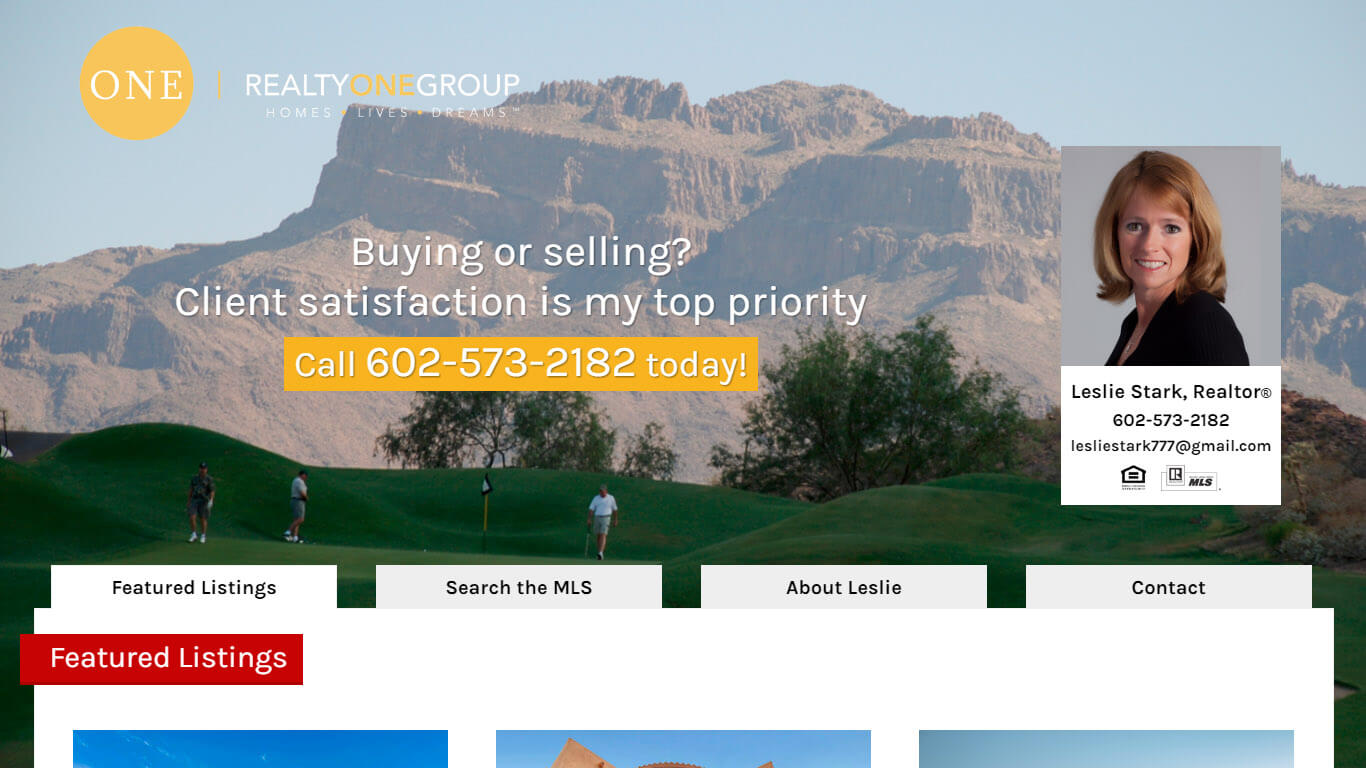 ONE
REALTYONEGROUP
HOMES • LIVES • DREAMS™
Buying or selling?
Client satisfaction is my top priority
Call 602-573-2182 today!
Leslie Stark, Realtor®
602-573-2182
lesliestark777@gmail.com
MLS
Featured Listings
Search the MLS
About Leslie
Contact
Featured Listings